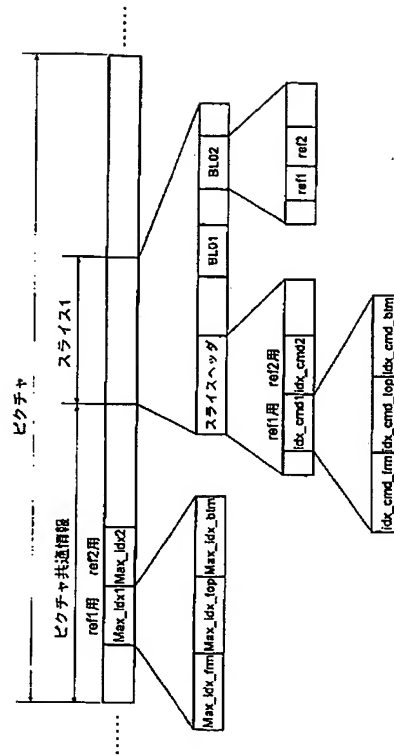 ピクチャ
ピクチャ共通情報
スライス1
ref1用 ref2用
Max_idx1 Max_idx2
Max_idx_frm Max_idx_top Max_idx_btm
スライスヘッダ BL01 BL02
ref1用 ref2用
idx_cmd1 idx_cmd2
idx_cmd_frm idx_cmd_top idx_cmd_btm
ref1 ref2